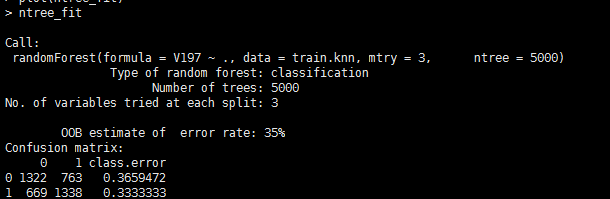 > plot(ntree_fit)
> ntree_fit
Call:
randomForest(formula = V197 ~ ., data = train.knn, mtry = 3, ntree = 5000)
Type of random forest: classification
Number of trees: 5000
No. of variables tried at each split: 3
OOB estimate of error rate: 35%
Confusion matrix:
0 1 class.error
0 1322 763 0.3659472
1 669 1338 0.3333333